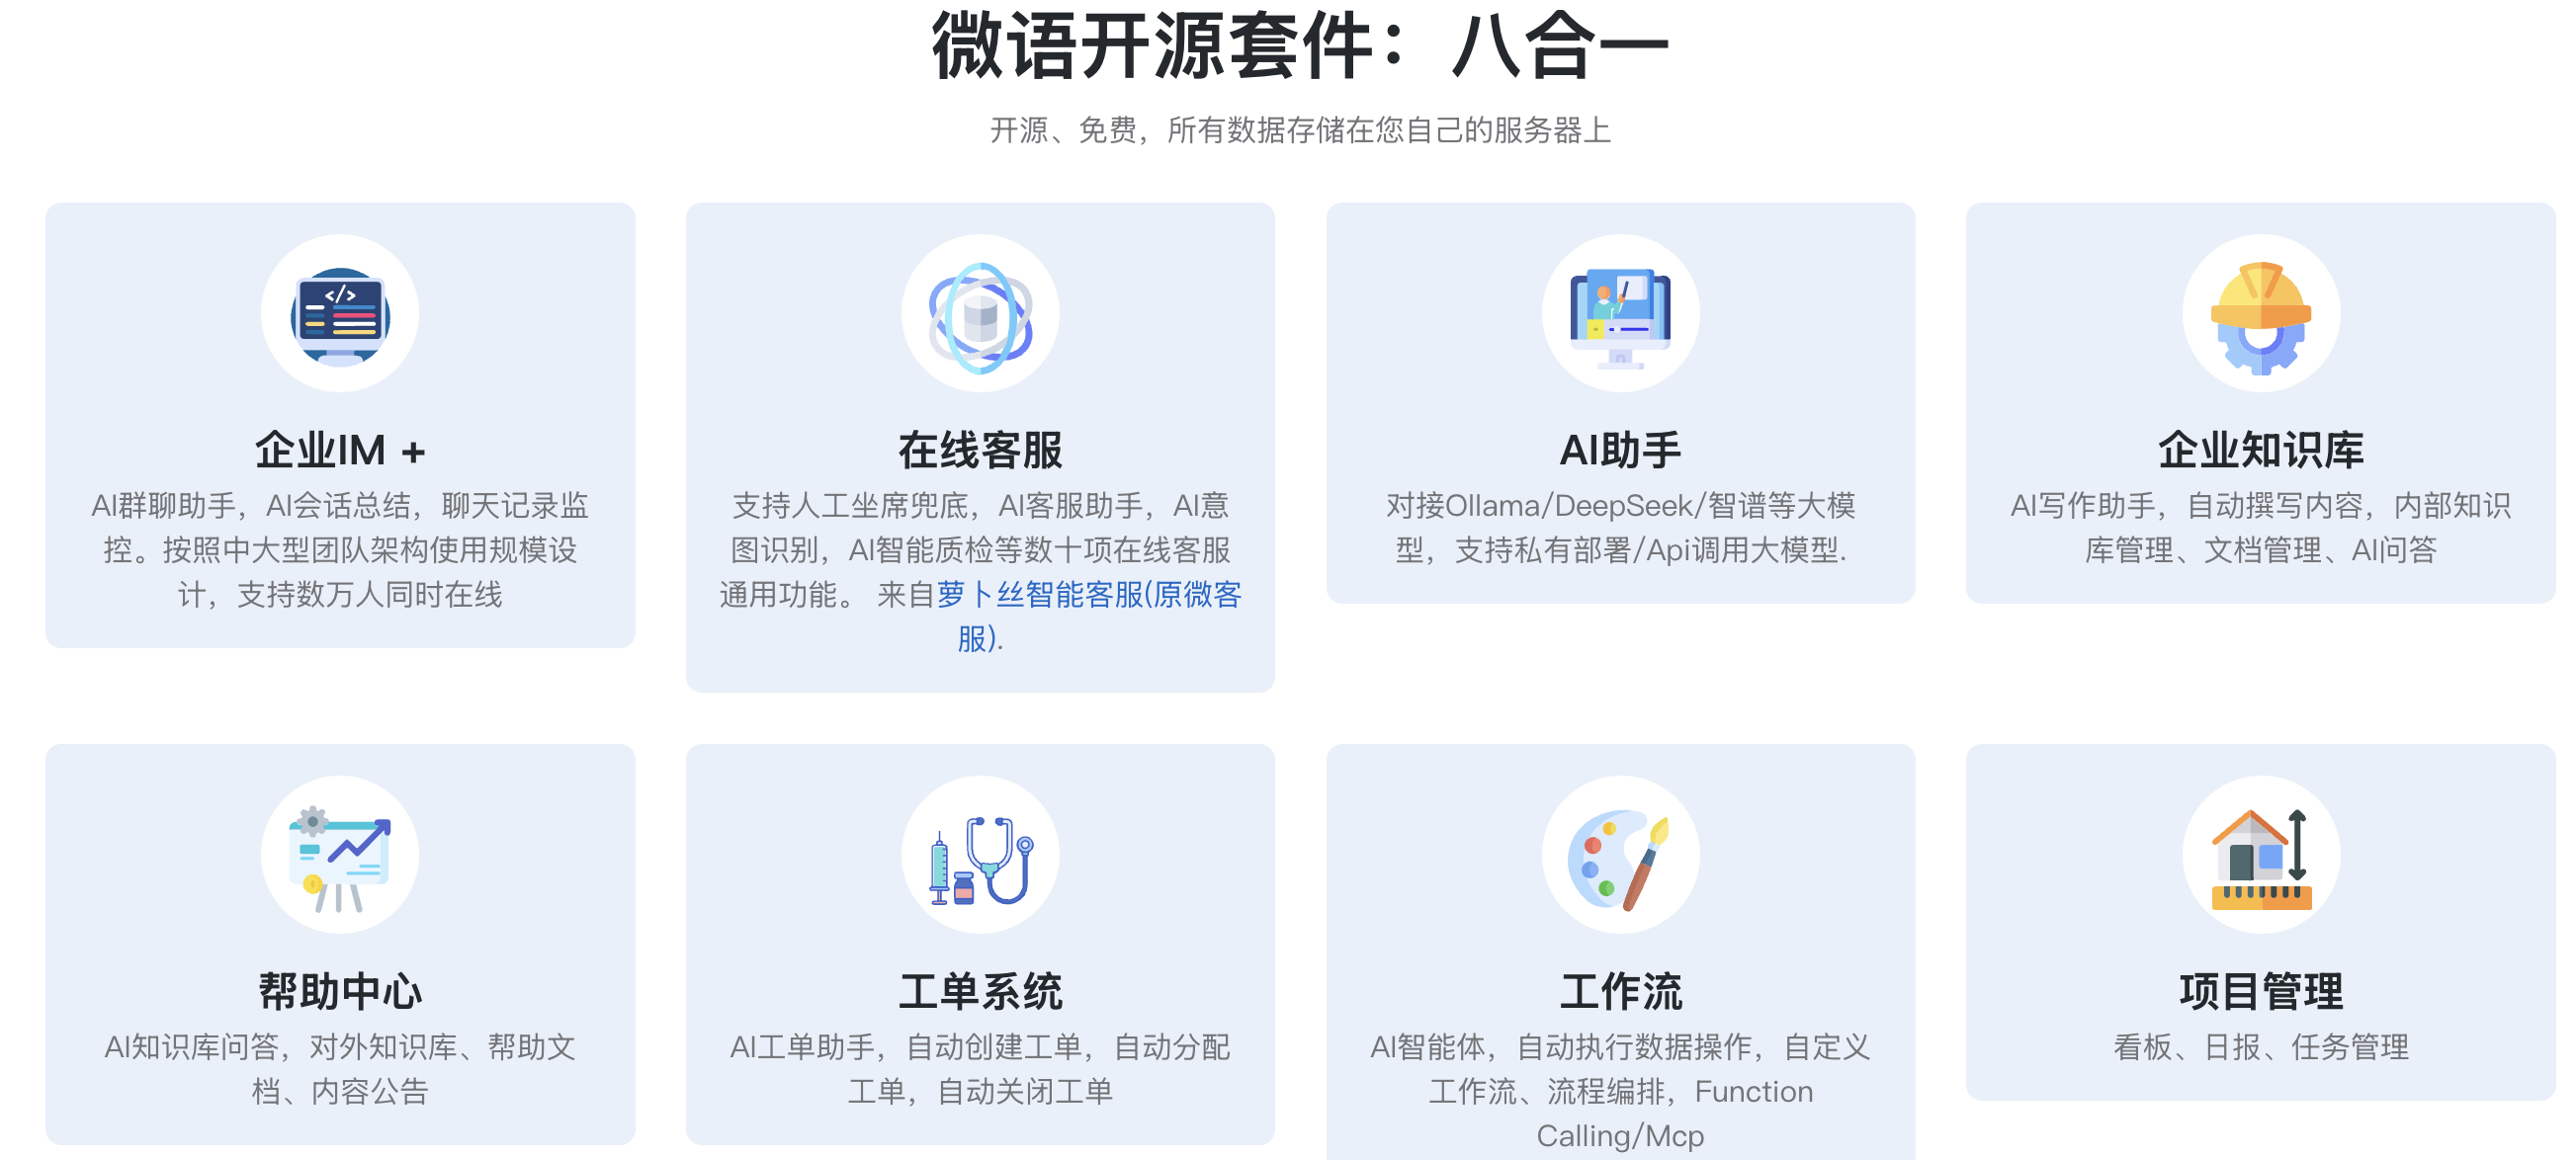 微语开源套件：八合一
开源、免费，所有数据存储在您自己的服务器上
企业IM +
AI群聊助手，AI会话总结，聊天记录监
控。按照中大型团队架构使用规模设
计，支持数万人同时在线
在线客服
支持人工坐席兜底，AI客服助手，AI意
图识别，AI智能质检等数十项在线客服
通用功能。 来自萝卜丝智能客服(原微客
服).
AI助手
对接Ollama/DeepSeek/智谱等大模
型，支持私有部署/Api调用大模型.
企业知识库
AI写作助手，自动撰写内容，内部知识
库管理、文档管理、AI问答
帮助中心
AI知识库问答，对外知识库、帮助文
档、内容公告
工单系统
AI工单助手，自动创建工单，自动分配
工单，自动关闭工单
工作流
AI智能体，自动执行数据操作，自定义
工作流、流程编排，Function
Calling/Mcp
项目管理
看板、日报、任务管理